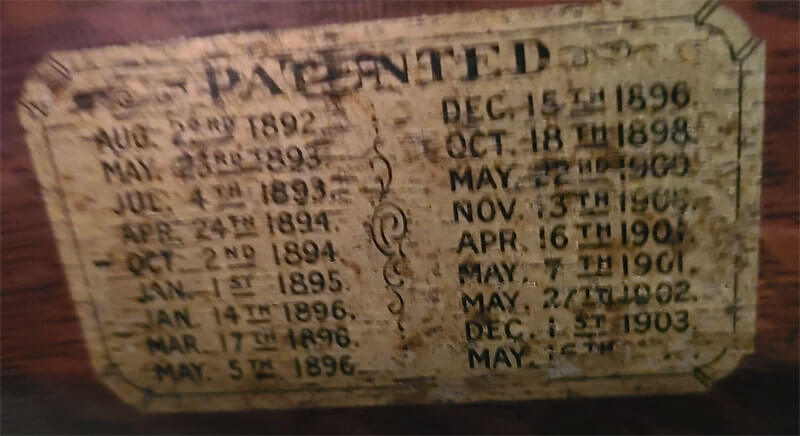 PATENTED
AUG. 23RD 1892
MAY. 23RD 1893.
JUL. 4TH 1893.
APR. 24TH 1894.
OCT. 2ND 1894.
JAN. 1ST 1895.
JAN. 14TH 1896.
MAR. 17TH 1896.
MAY. 5TH 1896
DEC. 15TH 1896.
OCT. 18TH 1898.
MAY. 22ND 1900
NOV. 13TH
APR. 16TH 1901.
MAY. 7TH 1901.
MAY. 27TH 1902.
DEC. 1ST 1903.
MAY.